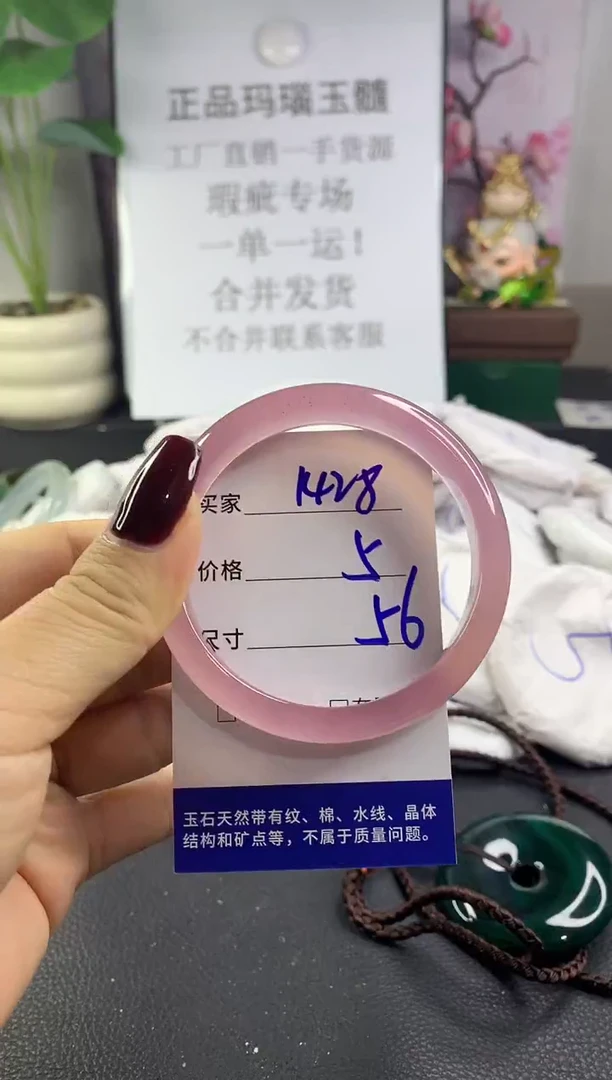 正品玛瑙玉髓
工厂直销一手货源
瑕疵专场
一单一运！
合并发货
不合并联系客服
买家 1428
价格 5
尺寸 56
玉石天然带有纹、棉、水线、晶体
结构和矿点等，不属于质量问题。